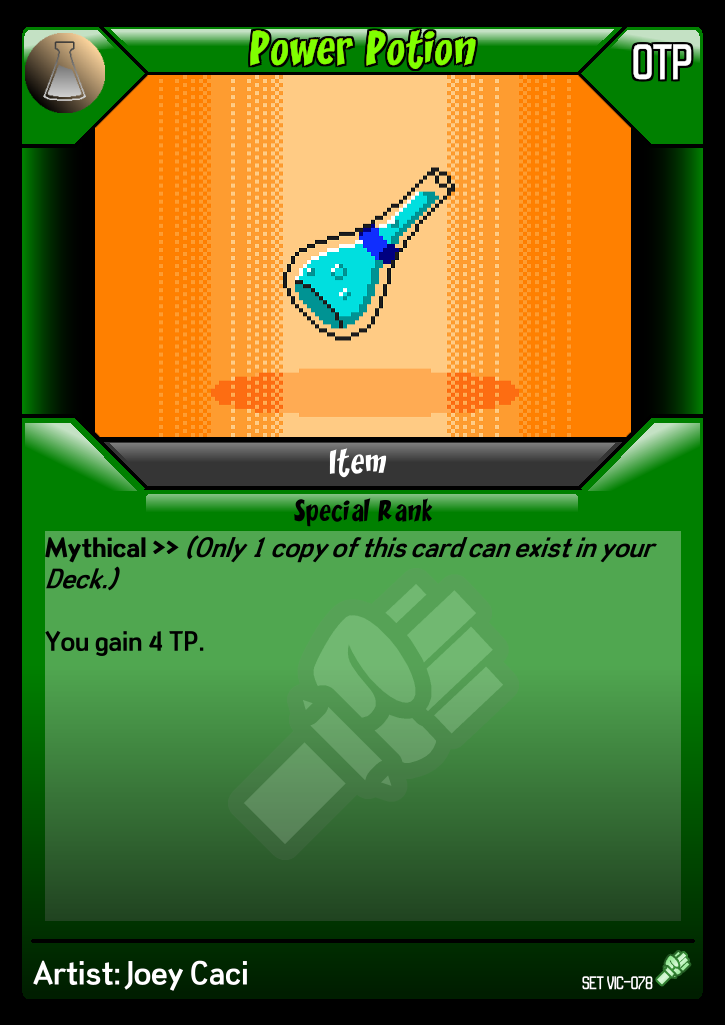 Power Potion
0TP
Item
Special Rank
Mythical >> (Only 1 copy of this card can exist in your
Deck.)
You gain 4 TP.
Artist: Joey Caci
SET VIC-078